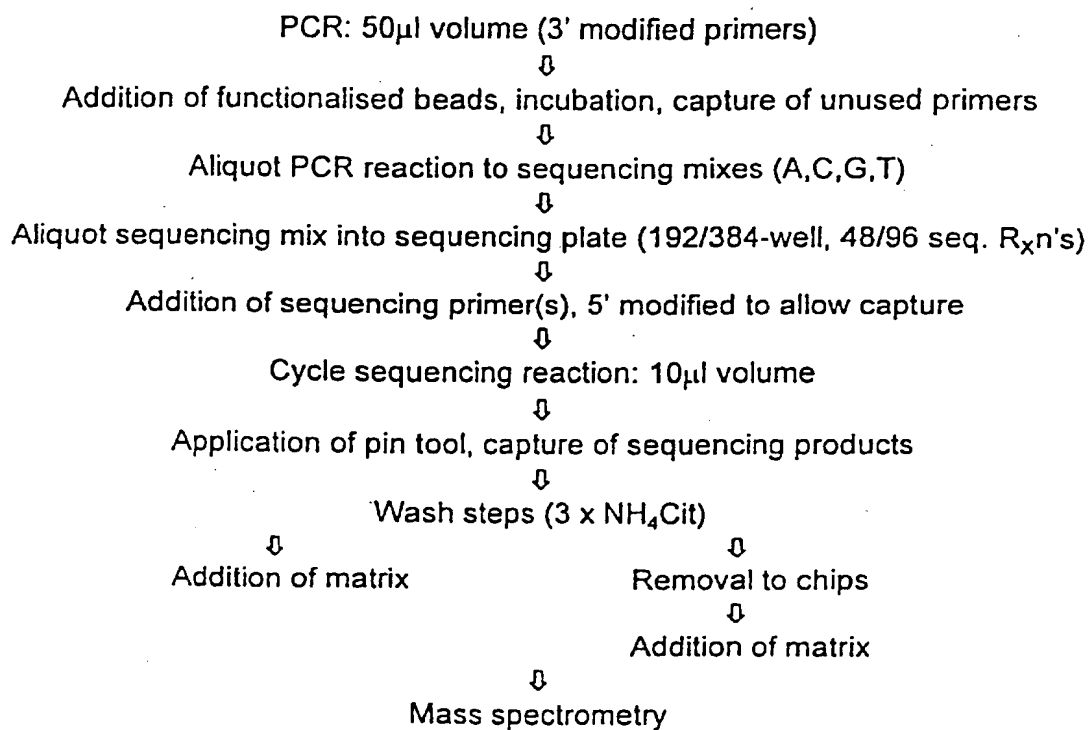 PCR: 50µl volume (3' modified primers)
⇩
Addition of functionalised beads, incubation, capture of unused primers
⇩
Aliquot PCR reaction to sequencing mixes (A,C,G,T)
⇩
Aliquot sequencing mix into sequencing plate (192/384-well, 48/96 seq. RXn's)
⇩
Addition of sequencing primer(s), 5' modified to allow capture
⇩
Cycle sequencing reaction: 10µl volume
⇩
Application of pin tool, capture of sequencing products
⇩
Wash steps (3 x NH4Cit)
⇩ ⇩
Addition of matrix Removal to chips
⇩
Addition of matrix
⇩
Mass spectrometry